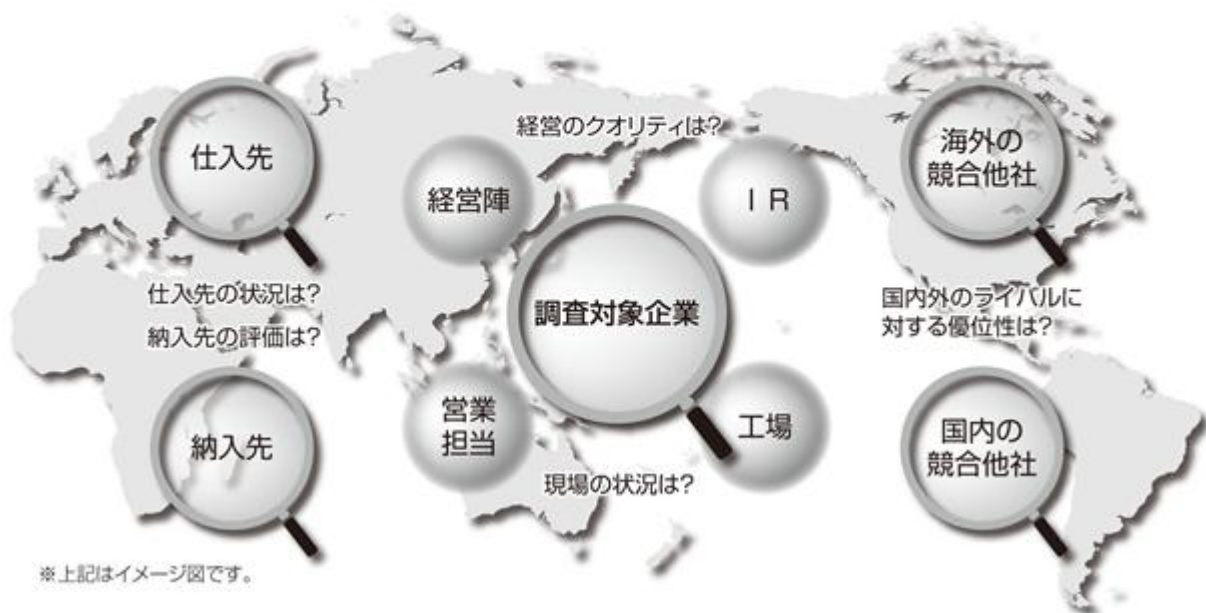 経営のクオリティは?
仕入先
経営陣
ＩＲ
海外の
競合他社
調査対象企業
仕入先の状況は?
納入先の評価は?
国内外のライバルに
対する優位性は?
納入先
営業
担当
工場
国内の
競合他社
現場の状況は?
※上記はイメージ図です。